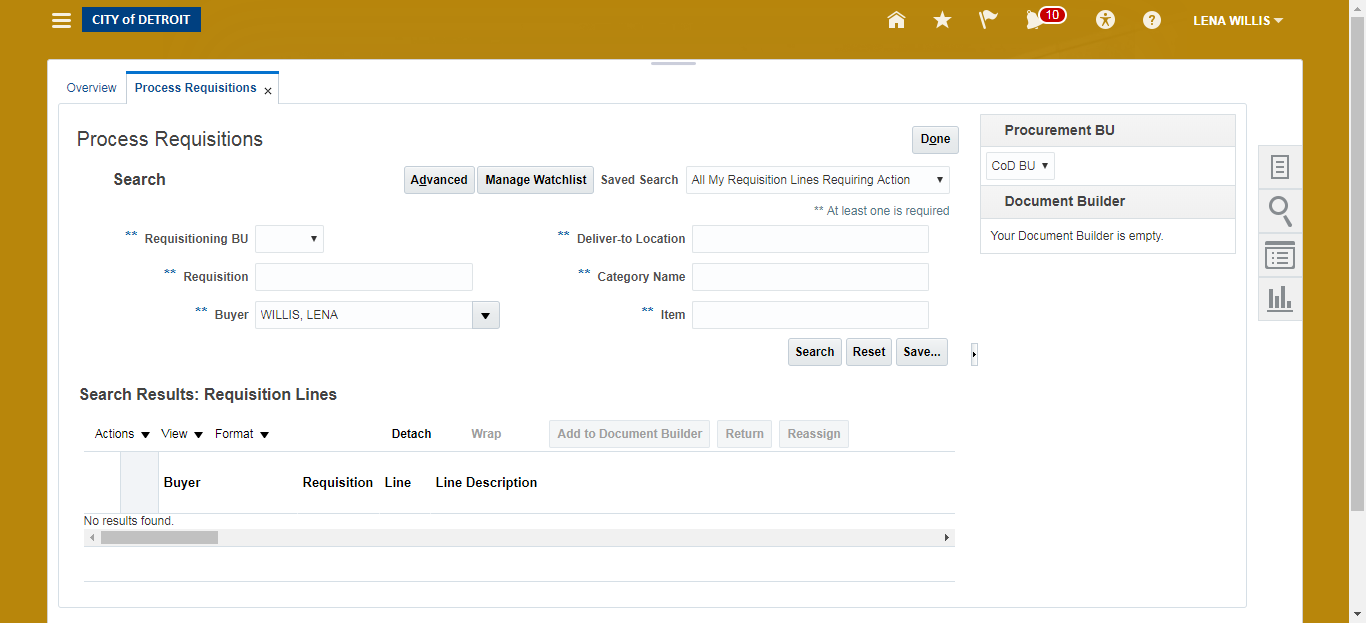 CITY of DETROIT
10
LENA WILLIS
Overview
Process Requisitions
Process Requisitions
Done
Search
Advanced
Manage Watchlist
Saved Search
All My Requisition Lines Requiring Action
** At least one is required
** Requisitioning BU
** Deliver-to Location
** Requisition
** Category Name
** Buyer
WILLIS, LENA
** Item
Search
Reset
Save...
Procurement BU
CoD BU
Document Builder
Your Document Builder is empty.
Search Results: Requisition Lines
Actions
View
Format
Detach
Wrap
Add to Document Builder
Return
Reassign
Buyer
Requisition
Line
Line Description
No results found.